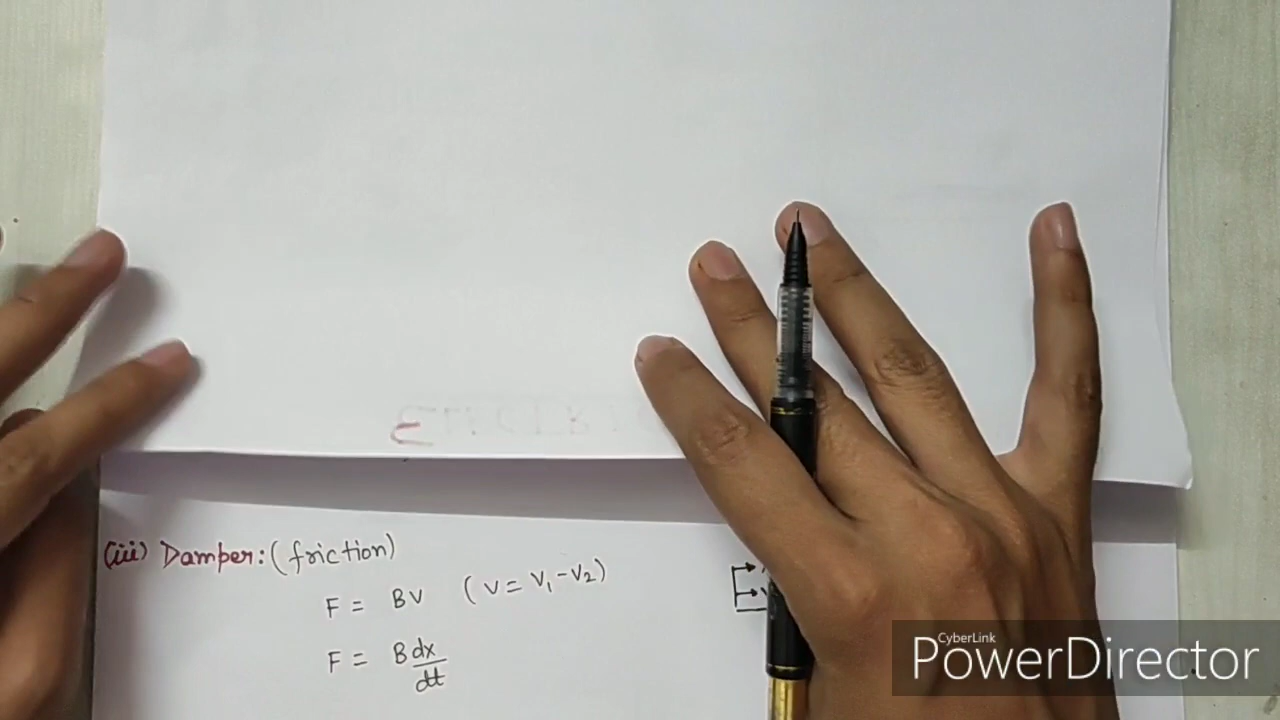 (iii) Damper: (friction)
F = Bv (v = v₁ - v₂)
F = B dx/dt
CyberLink
PowerDirector